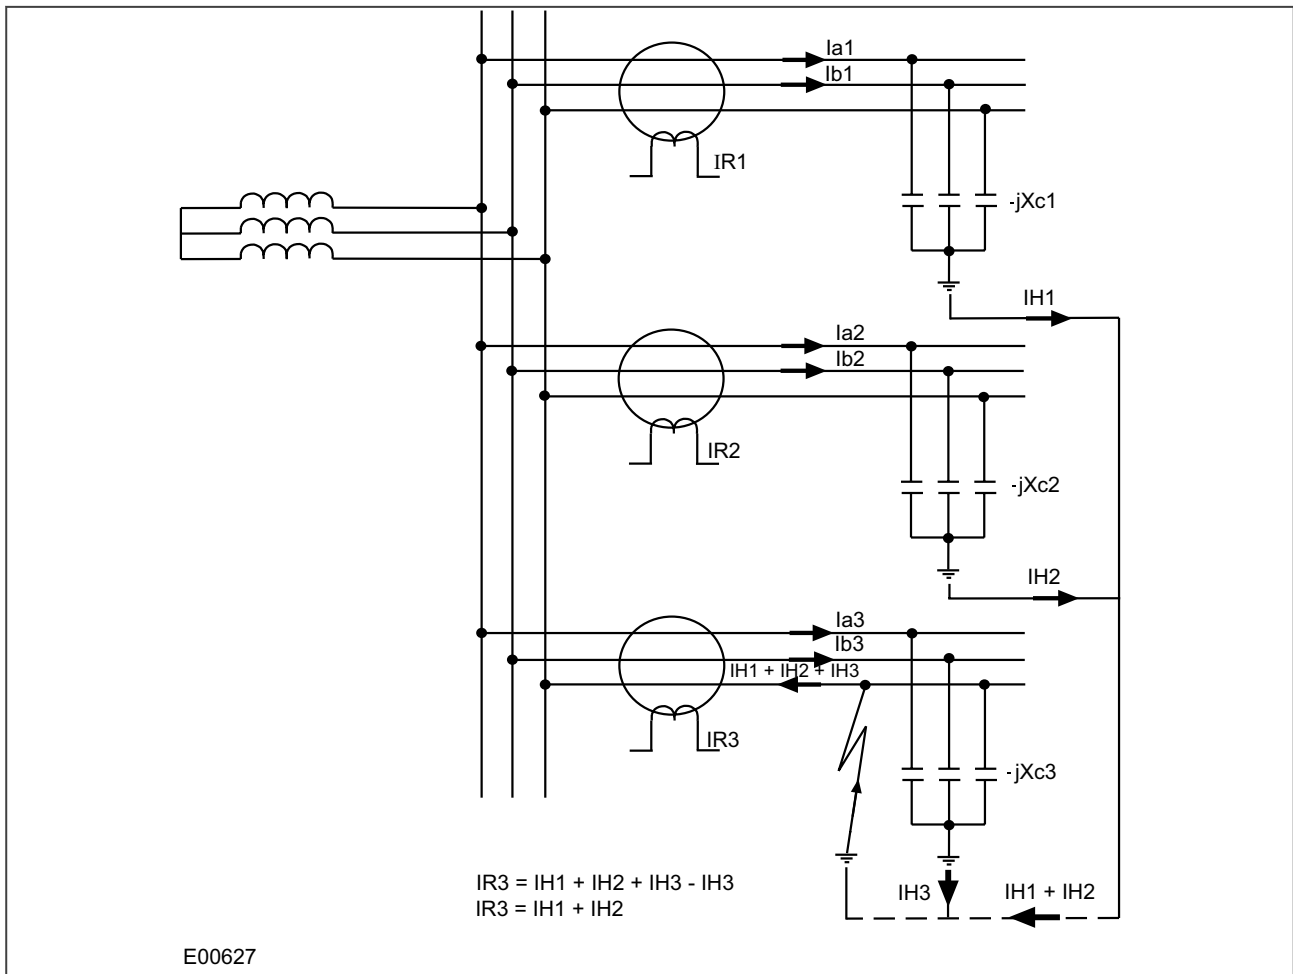 Ia1
Ib1
IR1
-jXc1
IH1
Ia2
Ib2
IR2
-jXc2
IH2
Ia3
Ib3
IH1 + IH2 + IH3
IR3
-jXc3
IR3 = IH1 + IH2 + IH3 - IH3
IH3
IH1 + IH2
IR3 = IH1 + IH2
E00627